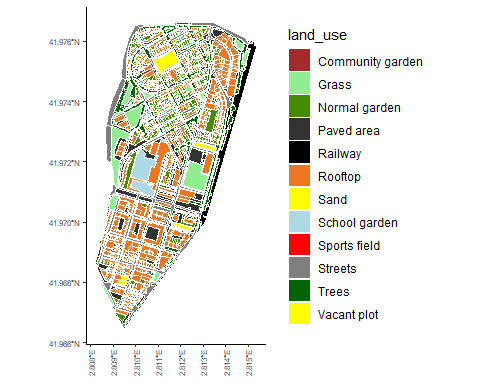 land_use
Community garden
Grass
Normal garden
Paved area
Railway
Rooftop
Sand
School garden
Sports field
Streets
Trees
Vacant plot
41.976°N
41.974°N
41.972°N
41.970°N
41.968°N
41.966°N
2.808°E
2.809°E
2.810°E
2.811°E
2.812°E
2.813°E
2.814°E
2.815°E